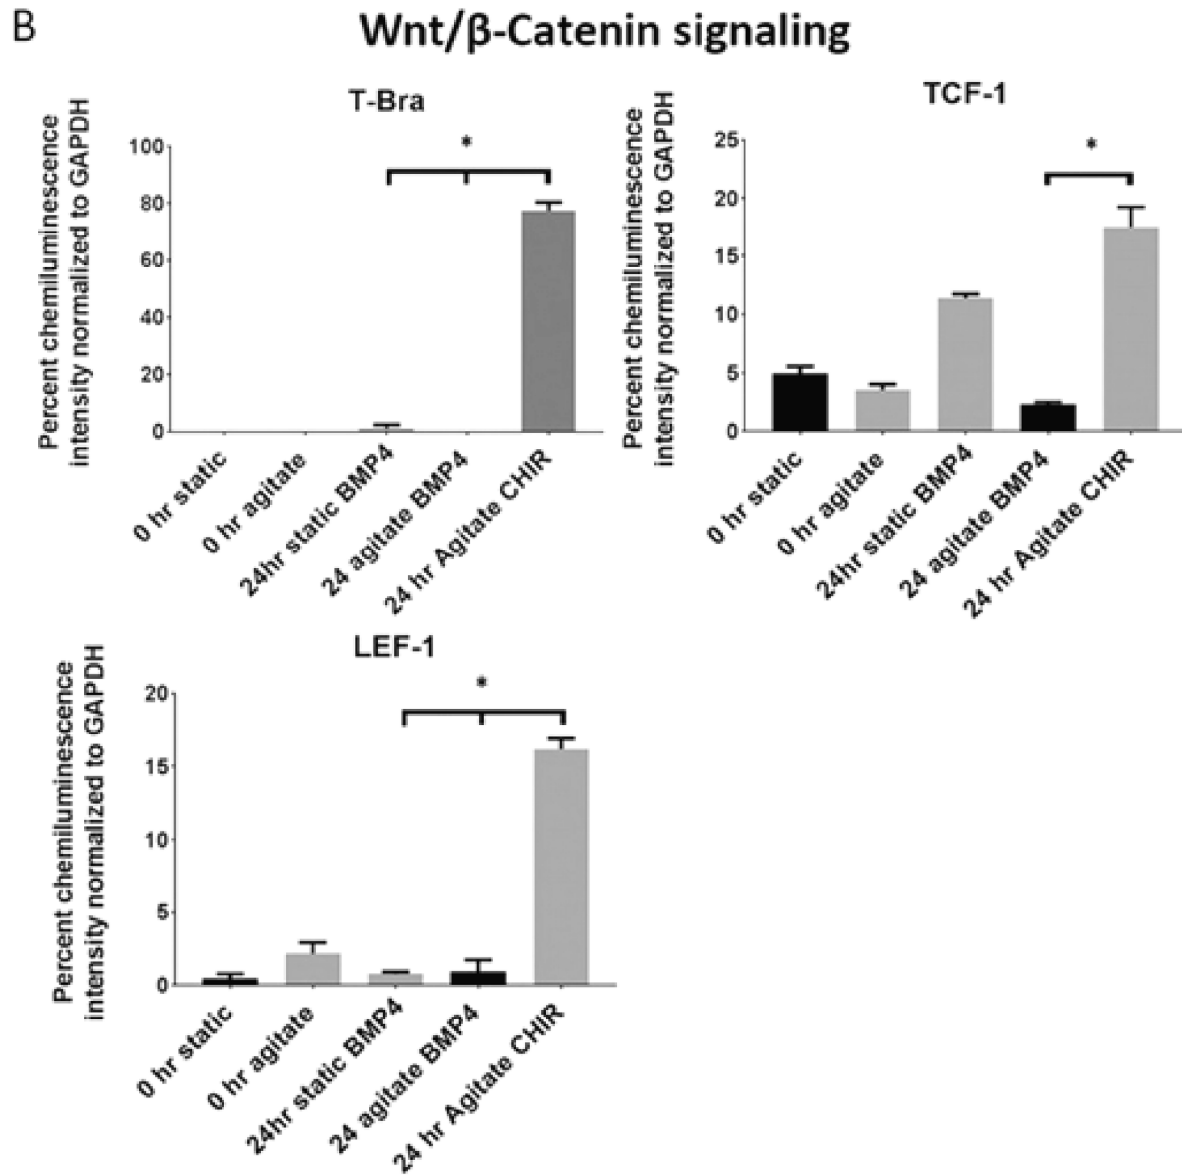 B
Wnt/β-Catenin signaling
T-Bra
Percent chemiluminescence
intensity normalized to GAPDH
100
80
60
40
20
0
*
0 hr static
0 hr agitate
24hr static BMP4
24 agitate BMP4
24 hr Agitate CHIR
TCF-1
Percent chemiluminescence
intensity normalized to GAPDH
25
20
15
10
5
0
*
0 hr static
0 hr agitate
24hr static BMP4
24 agitate BMP4
24 hr Agitate CHIR
LEF-1
Percent chemiluminescence
intensity normalized to GAPDH
20
15
10
5
0
*
0 hr static
0 hr agitate
24hr static BMP4
24 agitate BMP4
24 hr Agitate CHIR